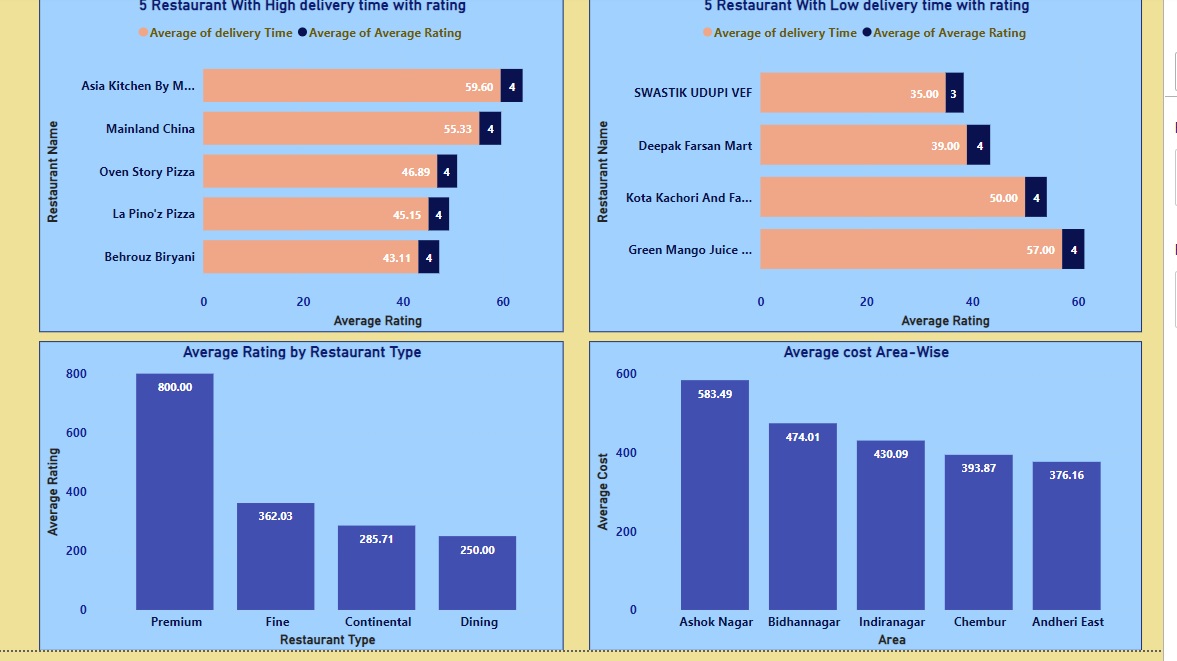 5 Restaurant With High delivery time with rating
Average of delivery Time Average of Average Rating
Restaurant Name
Asia Kitchen By M... 59.60 4
Mainland China 55.33 4
Oven Story Pizza 46.89 4
La Pino'z Pizza 45.15 4
Behrouz Biryani 43.11 4
0 20 40 60
Average Rating
5 Restaurant With Low delivery time with rating
Average of delivery Time Average of Average Rating
Restaurant Name
SWASTIK UDUPI VEF 35.00 3
Deepak Farsan Mart 39.00 4
Kota Kachori And Fa... 50.00 4
Green Mango Juice ... 57.00 4
0 20 40 60
Average Rating
Average Rating by Restaurant Type
Average Rating
800
600
400
200
0
800.00
362.03
285.71
250.00
Premium Fine Continental Dining
Restaurant Type
Average cost Area-Wise
Average Cost
600
400
200
0
583.49
474.01
430.09
393.87
376.16
Ashok Nagar Bidhannagar Indiranagar Chembur Andheri East
Area